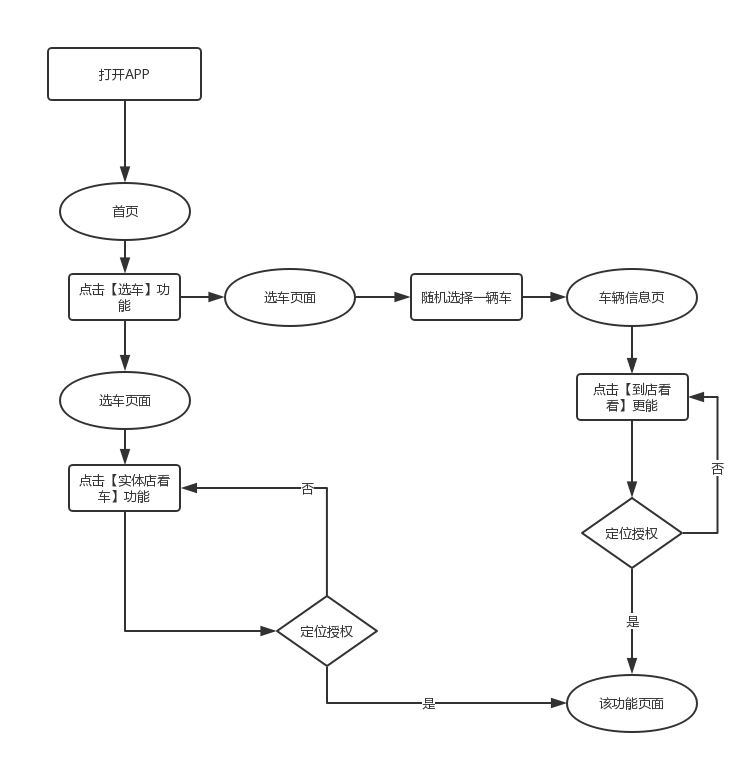 打开APP
首页
点击【选车】功
能
选车页面
随机选择一辆车
车辆信息页
选车页面
点击【到店看
看】更能
否
点击【实体店看
车】功能
否
定位授权
是
定位授权
是
该功能页面